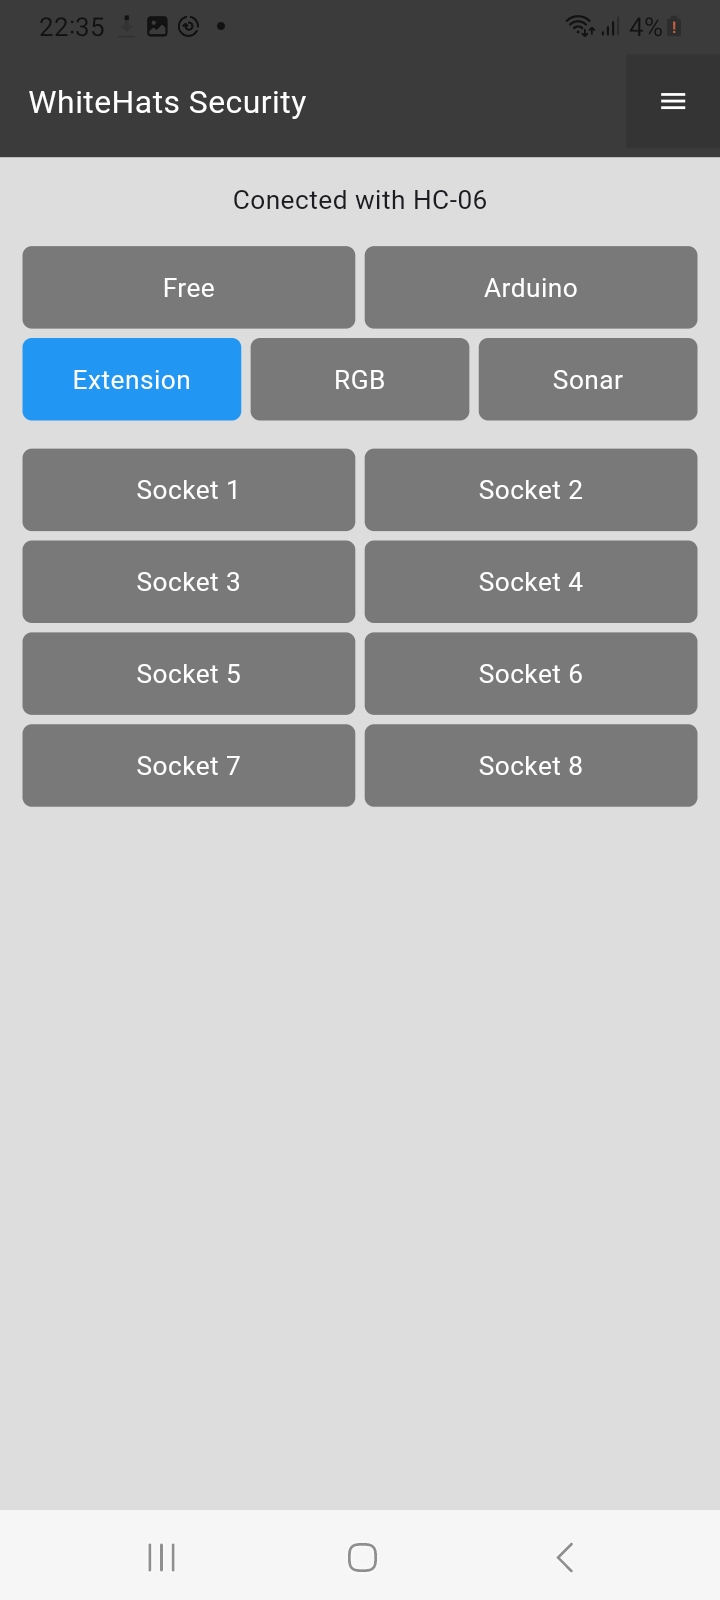 22:35 4%
WhiteHats Security
Conected with HC-06
Free Arduino
Extension RGB Sonar
Socket 1 Socket 2
Socket 3 Socket 4
Socket 5 Socket 6
Socket 7 Socket 8